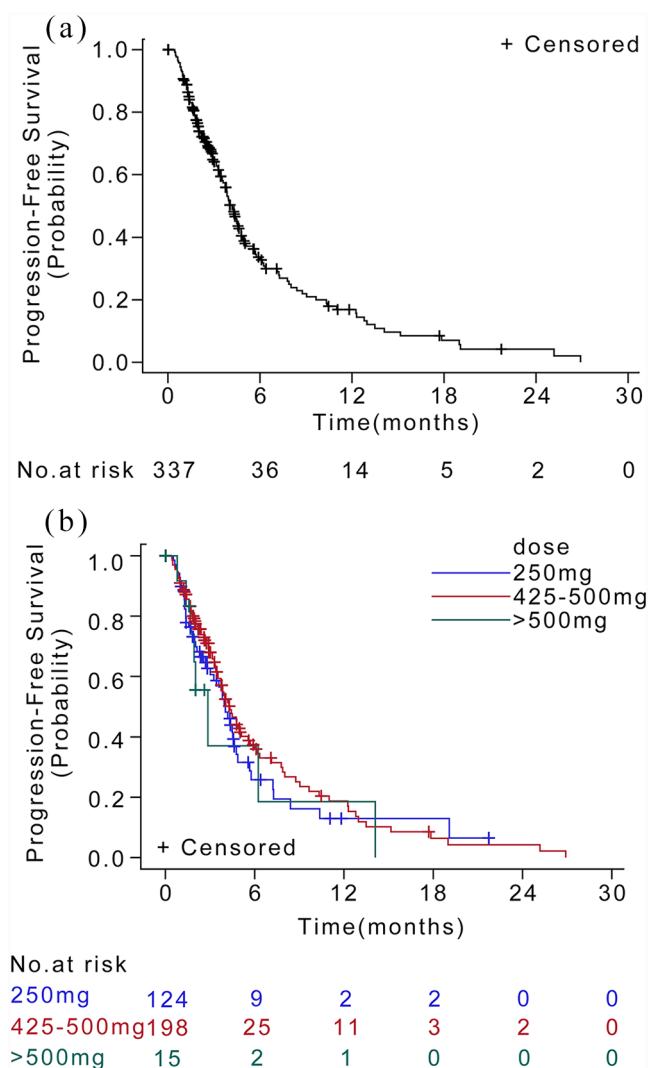 (a)
+ Censored
Progression-Free Survival
(Probability)
1.0
0.8
0.6
0.4
0.2
0.0
0 6 12 18 24 30
Time(months)
No.at risk 337 36 14 5 2 0
(b)
dose
250mg
425-500mg
>500mg
Progression-Free Survival
(Probability)
1.0
0.8
0.6
0.4
0.2
0.0
+ Censored
0 6 12 18 24 30
Time(months)
No.at risk
250mg 124 9 2 2 0 0
425-500mg198 25 11 3 2 0
>500mg 15 2 1 0 0 0